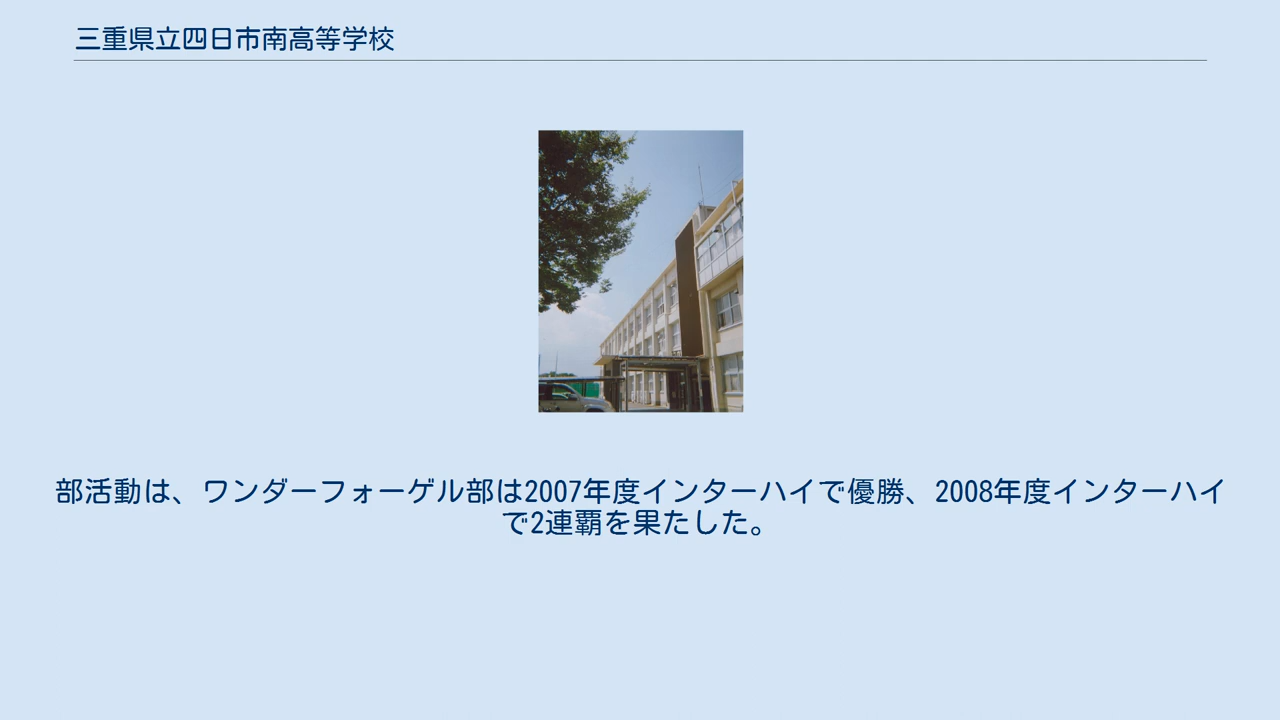 三重県立四日市南高等学校
部活動は、ワンダーフォーゲル部は2007年度インターハイで優勝、2008年度インターハイ
で2連覇を果たした。